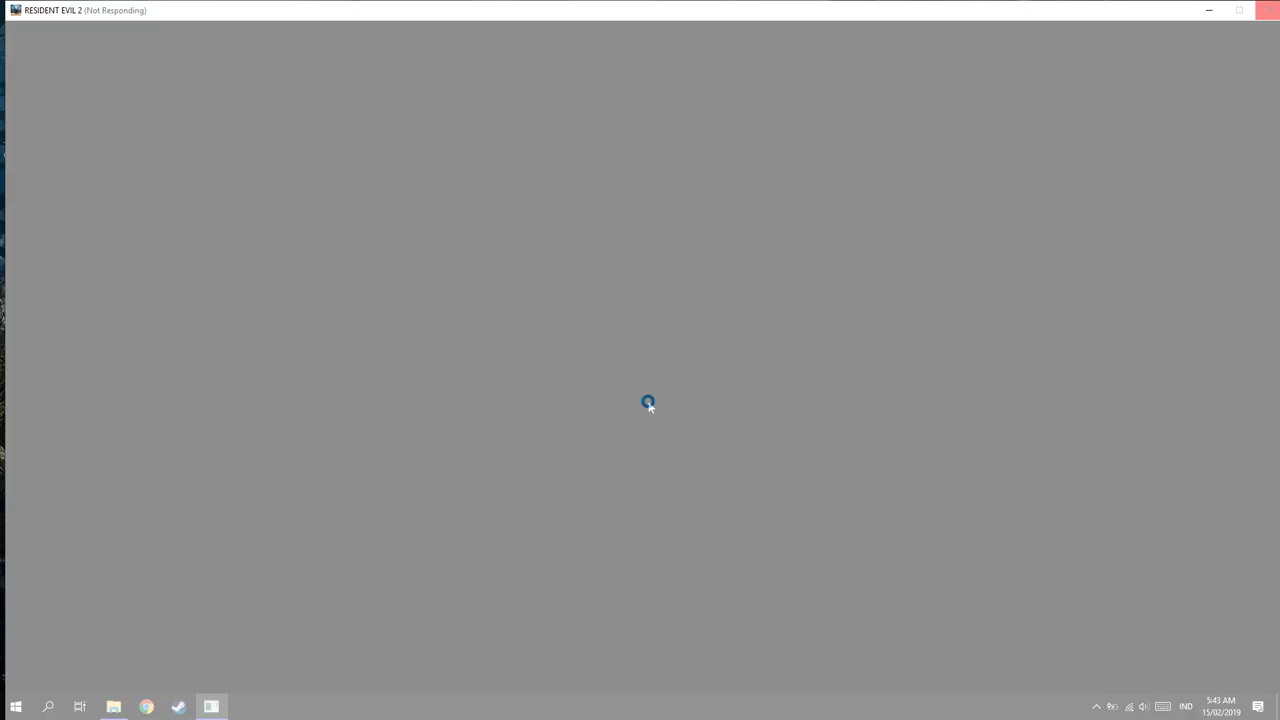 RESIDENT EVIL 2 (Not Responding)
IND
5:43 AM
15/02/2019